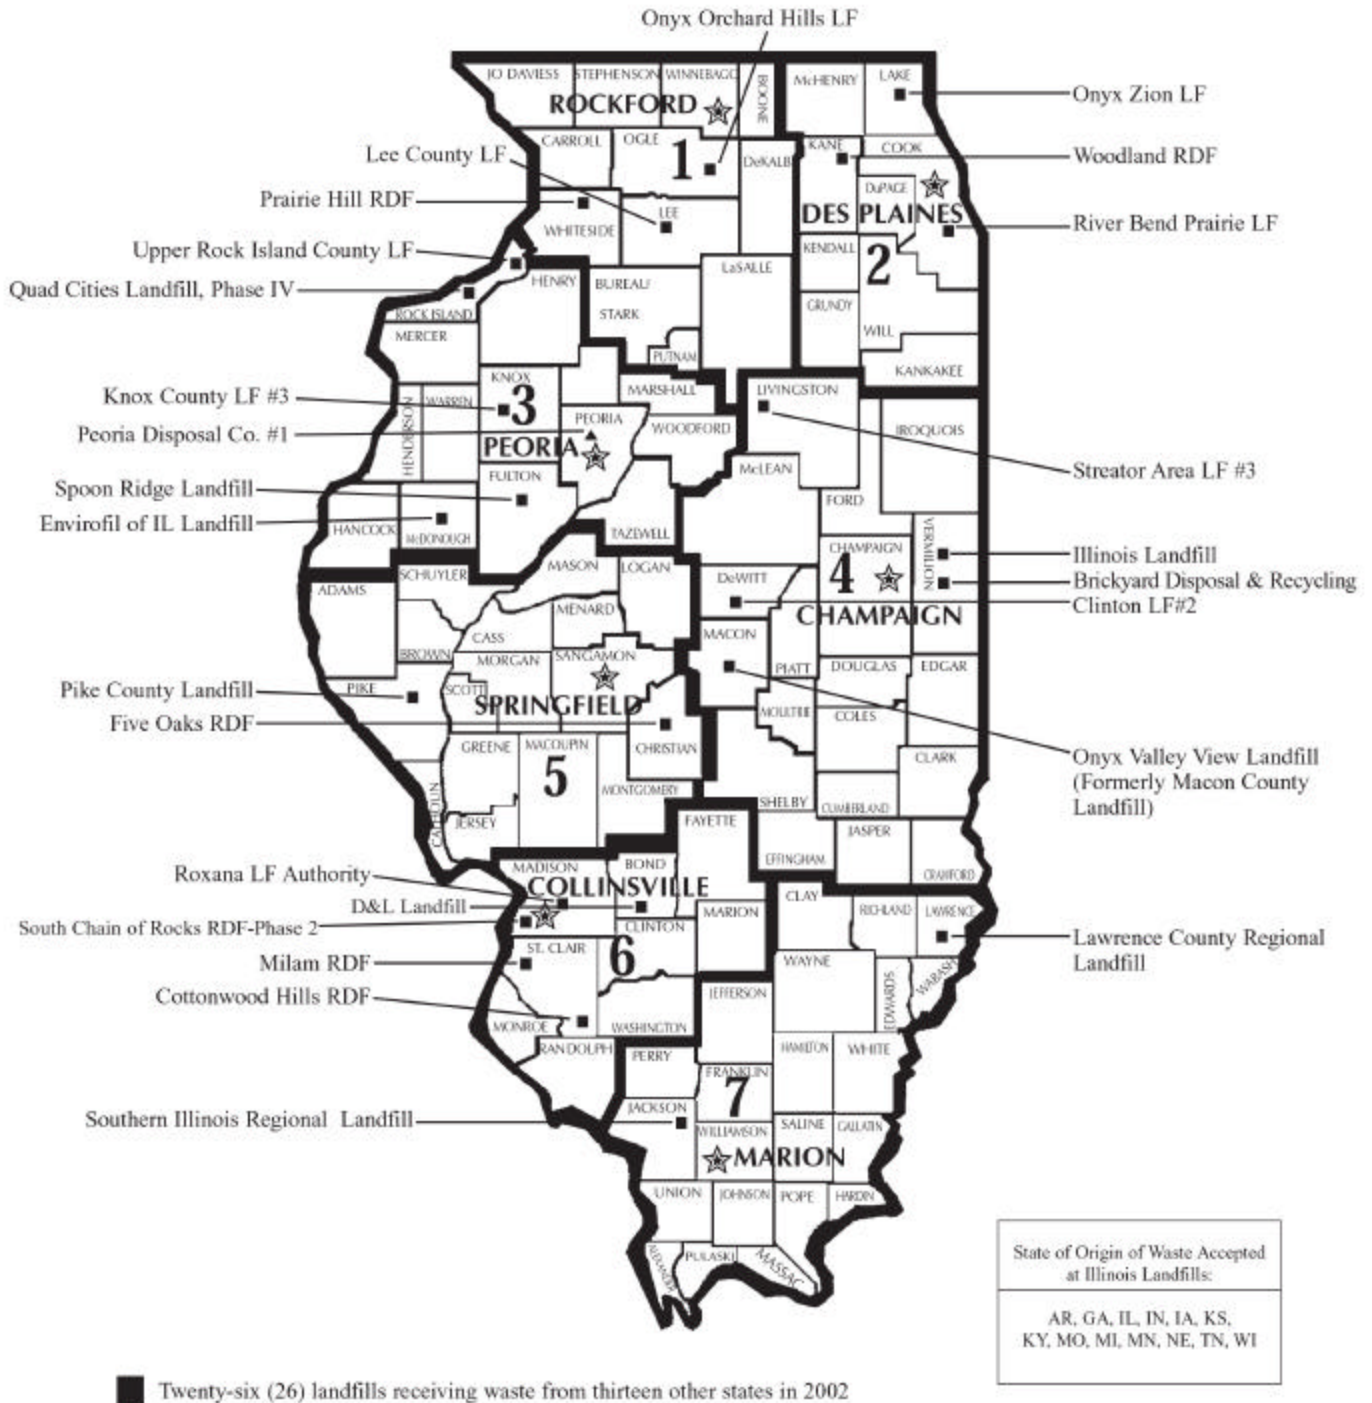 Onyx Orchard Hills LF
JO DAVIESS
STEPHENSON
WINNEBAGO
BOONE
McHENRY
LAKE
ROCKFORD
Onyx Zion LF
CARROLL
OGLE
1
DeKALB
KANE
COOK
Woodland RDF
Lee County LF
DuPAGE
Prairie Hill RDF
LEE
DES PLAINES
River Bend Prairie LF
WHITESIDE
Upper Rock Island County LF
KENDALL
2
LaSALLE
Quad Cities Landfill, Phase IV
HENRY
BUREAU
STARK
GRUNDY
ROCK ISLAND
WILL
MERCER
PUTNAM
KANKAKEE
KNOX
MARSHALL
LIVINGSTON
Knox County LF #3
HENDERSON
WARREN
3
PEORIA
WOODFORD
IROQUOIS
Peoria Disposal Co. #1
PEORIA
McLEAN
Streator Area LF #3
FULTON
Spoon Ridge Landfill
FORD
Envirofil of IL Landfill
HANCOCK
McDONOUGH
TAZEWELL
VERMILION
CHAMPAIGN
Illinois Landfill
MASON
LOGAN
SCHUYLER
DeWITT
4
Brickyard Disposal & Recycling
ADAMS
Clinton LF#2
MENARD
CHAMPAIGN
CASS
MACON
BROWN
MORGAN
SANGAMON
PIATT
DOUGLAS
EDGAR
Pike County Landfill
PIKE
SCOTT
SPRINGFIELD
MOULTRIE
COLES
Five Oaks RDF
GREENE
MACOUPIN
CHRISTIAN
CLARK
Onyx Valley View Landfill
(Formerly Macon County
Landfill)
5
MONTGOMERY
SHELBY
CUMBERLAND
CALHOUN
JERSEY
FAYETTE
JASPER
EFFINGHAM
CRAWFORD
MADISON
BOND
Roxana LF Authority
COLLINSVILLE
CLAY
D&L Landfill
MARION
RICHLAND
LAWRENCE
South Chain of Rocks RDF-Phase 2
CLINTON
Lawrence County Regional
Landfill
ST. CLAIR
6
Milam RDF
WAYNE
EDWARDS
WABASH
Cottonwood Hills RDF
JEFFERSON
MONROE
WASHINGTON
RANDOLPH
PERRY
HAMILTON
WHITE
FRANKLIN
7
JACKSON
Southern Illinois Regional Landfill
WILLIAMSON
SALINE
GALLATIN
MARION
UNION
JOHNSON
POPE
HARDIN
ALEXANDER
PULASKI
MASSAC
State of Origin of Waste Accepted
at Illinois Landfills:
AR, GA, IL, IN, IA, KS,
KY, MO, MI, MN, NE, TN, WI
Twenty-six (26) landfills receiving waste from thirteen other states in 2002